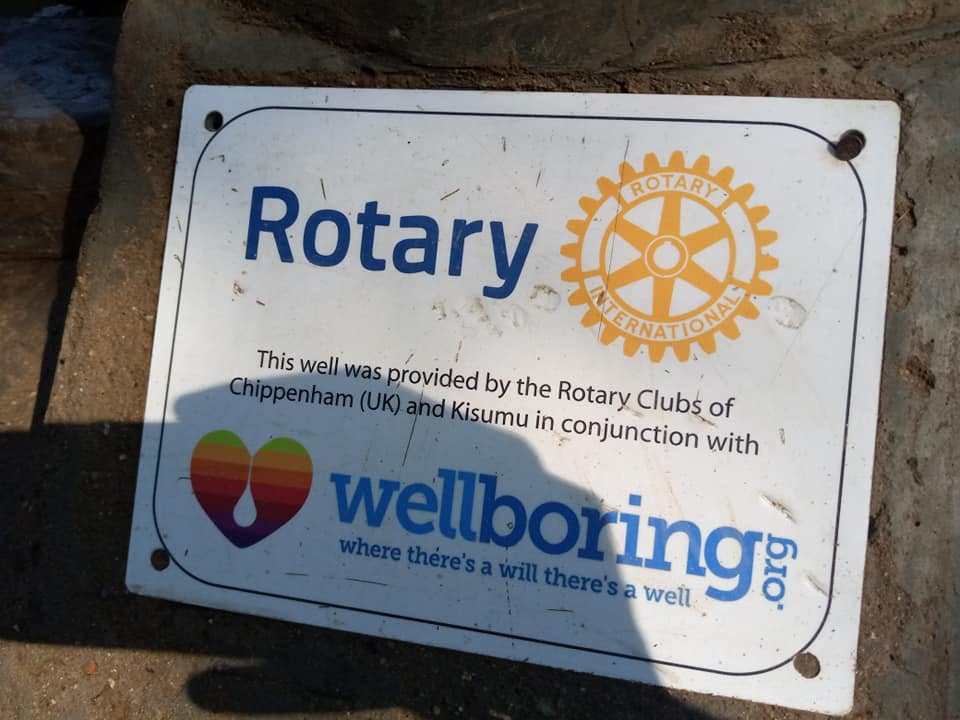 Rotary
ROTARY
INTERNATIONAL
This well was provided by the Rotary Clubs of
Chippenham (UK) and Kisumu in conjunction with
wellboring.org
where there's a will there's a well